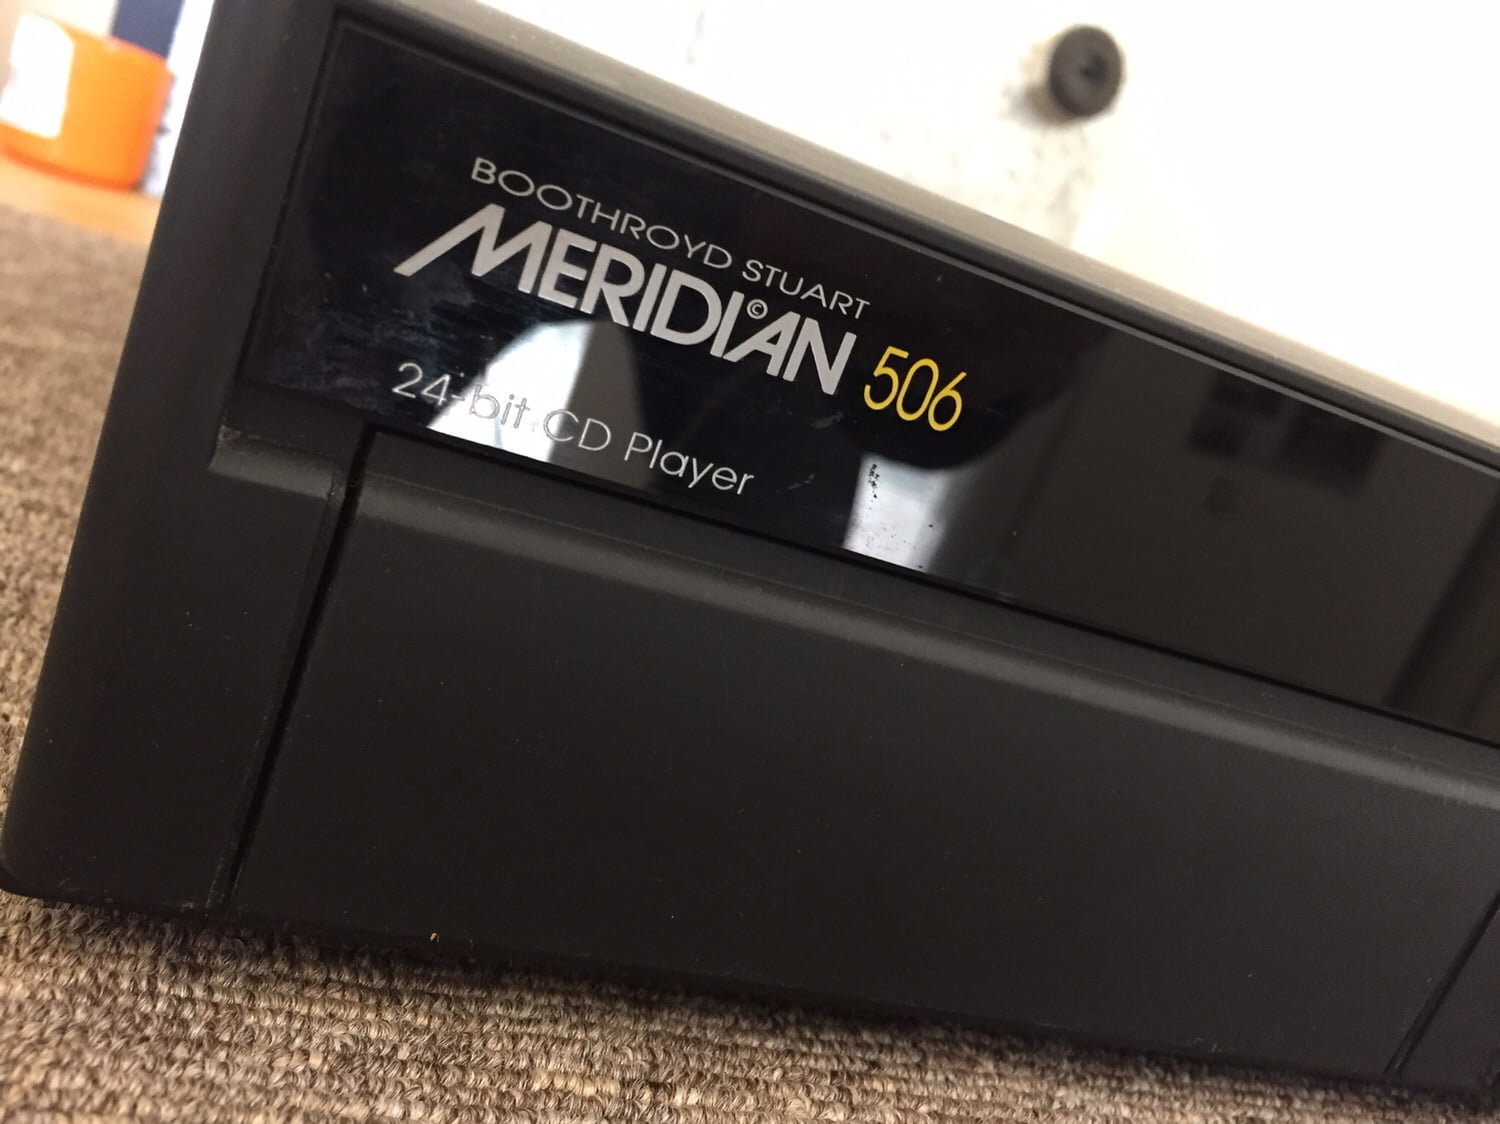 BOOTHROYD STUART
MERIDIAN © 506
24-bit CD Player